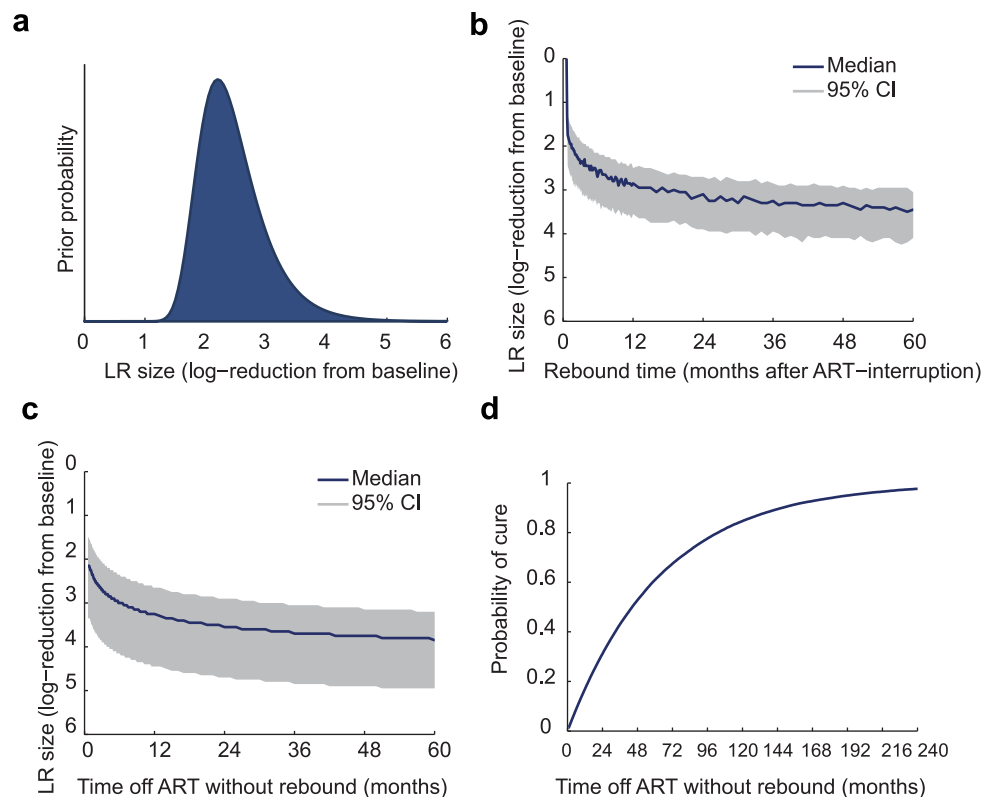 a
Prior probability
0 1 2 3 4 5 6
LR size (log−reduction from baseline)
b
LR size (log−reduction from baseline)
0
1
2
3
4
5
6
Median
95% CI
0 12 24 36 48 60
Rebound time (months after ART−interruption)
c
LR size (log−reduction from baseline)
0
1
2
3
4
5
6
Median
95% CI
0 12 24 36 48 60
Time off ART without rebound (months)
d
Probability of cure
1
0.8
0.6
0.4
0.2
0
0 24 48 72 96 120 144 168 192 216 240
Time off ART without rebound (months)